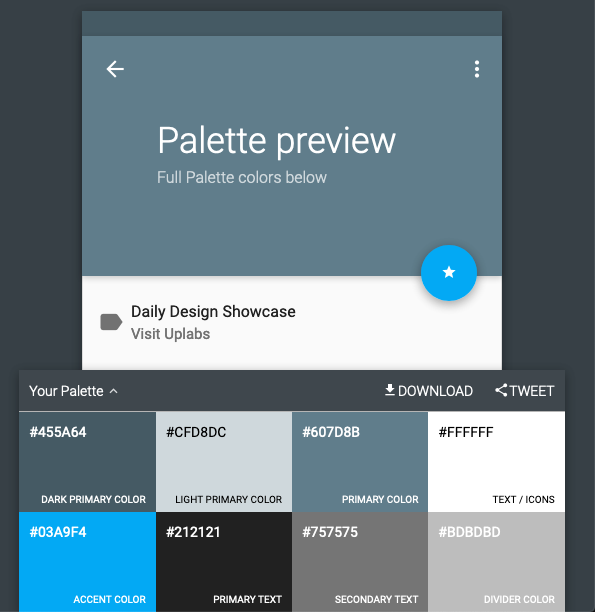 Palette preview
Full Palette colors below
Daily Design Showcase
Visit Uplabs
Your Palette
DOWNLOAD
TWEET
#455A64
#CFD8DC
#607D8B
#FFFFFF
DARK PRIMARY COLOR
LIGHT PRIMARY COLOR
PRIMARY COLOR
TEXT / ICONS
#03A9F4
#212121
#757575
#BDBDBD
ACCENT COLOR
PRIMARY TEXT
SECONDARY TEXT
DIVIDER COLOR